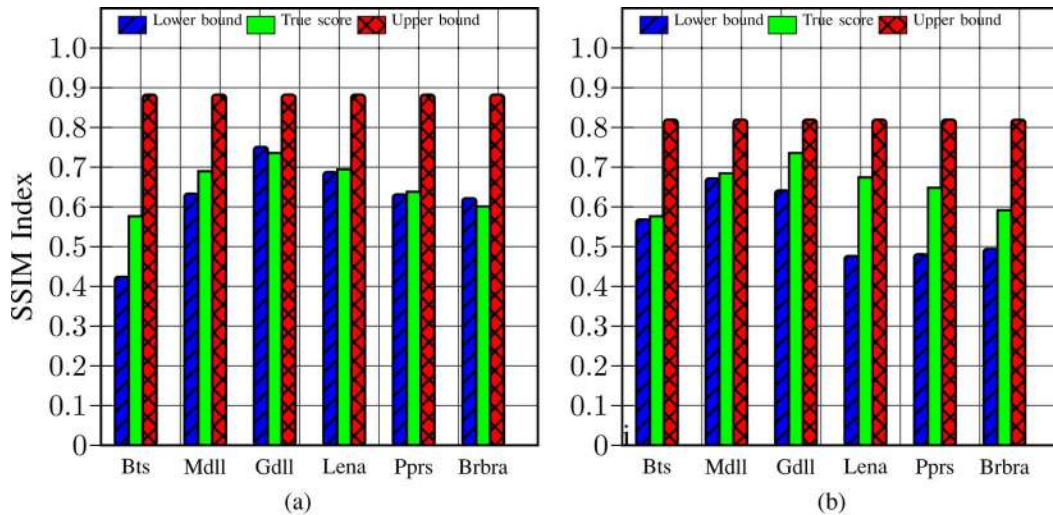 Lower bound True score Upper bound
1.0
0.9
0.8
0.7
0.6
0.5
0.4
0.3
0.2
0.1
0
SSIM Index
Bts Mdll Gdll Lena Pprs Brbra
(a)
Lower bound True score Upper bound
1.0
0.9
0.8
0.7
0.6
0.5
0.4
0.3
0.2
0.1
0
i
Bts Mdll Gdll Lena Pprs Brbra
(b)